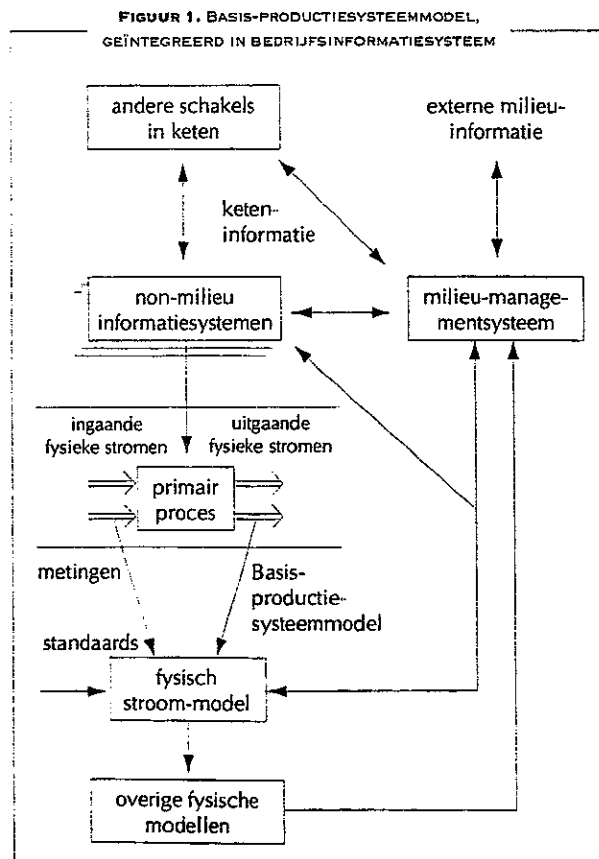 FIGUUR 1. BASIS-PRODUCTIESYSTEEMMODEL,
GEÏNTEGREERD IN BEDRIJFSINFORMATIESYSTEEM
andere schakels
in keten
externe milieu-
informatie
keten-
informatie
non-milieu
informatiesystemen
milieu-manage-
mentsysteem
ingaande
fysieke stromen
uitgaande
fysieke stromen
primair
proces
metingen
Basis-
productie-
systeemmodel
standaards
fysisch
stroom-model
overige fysische
modellen